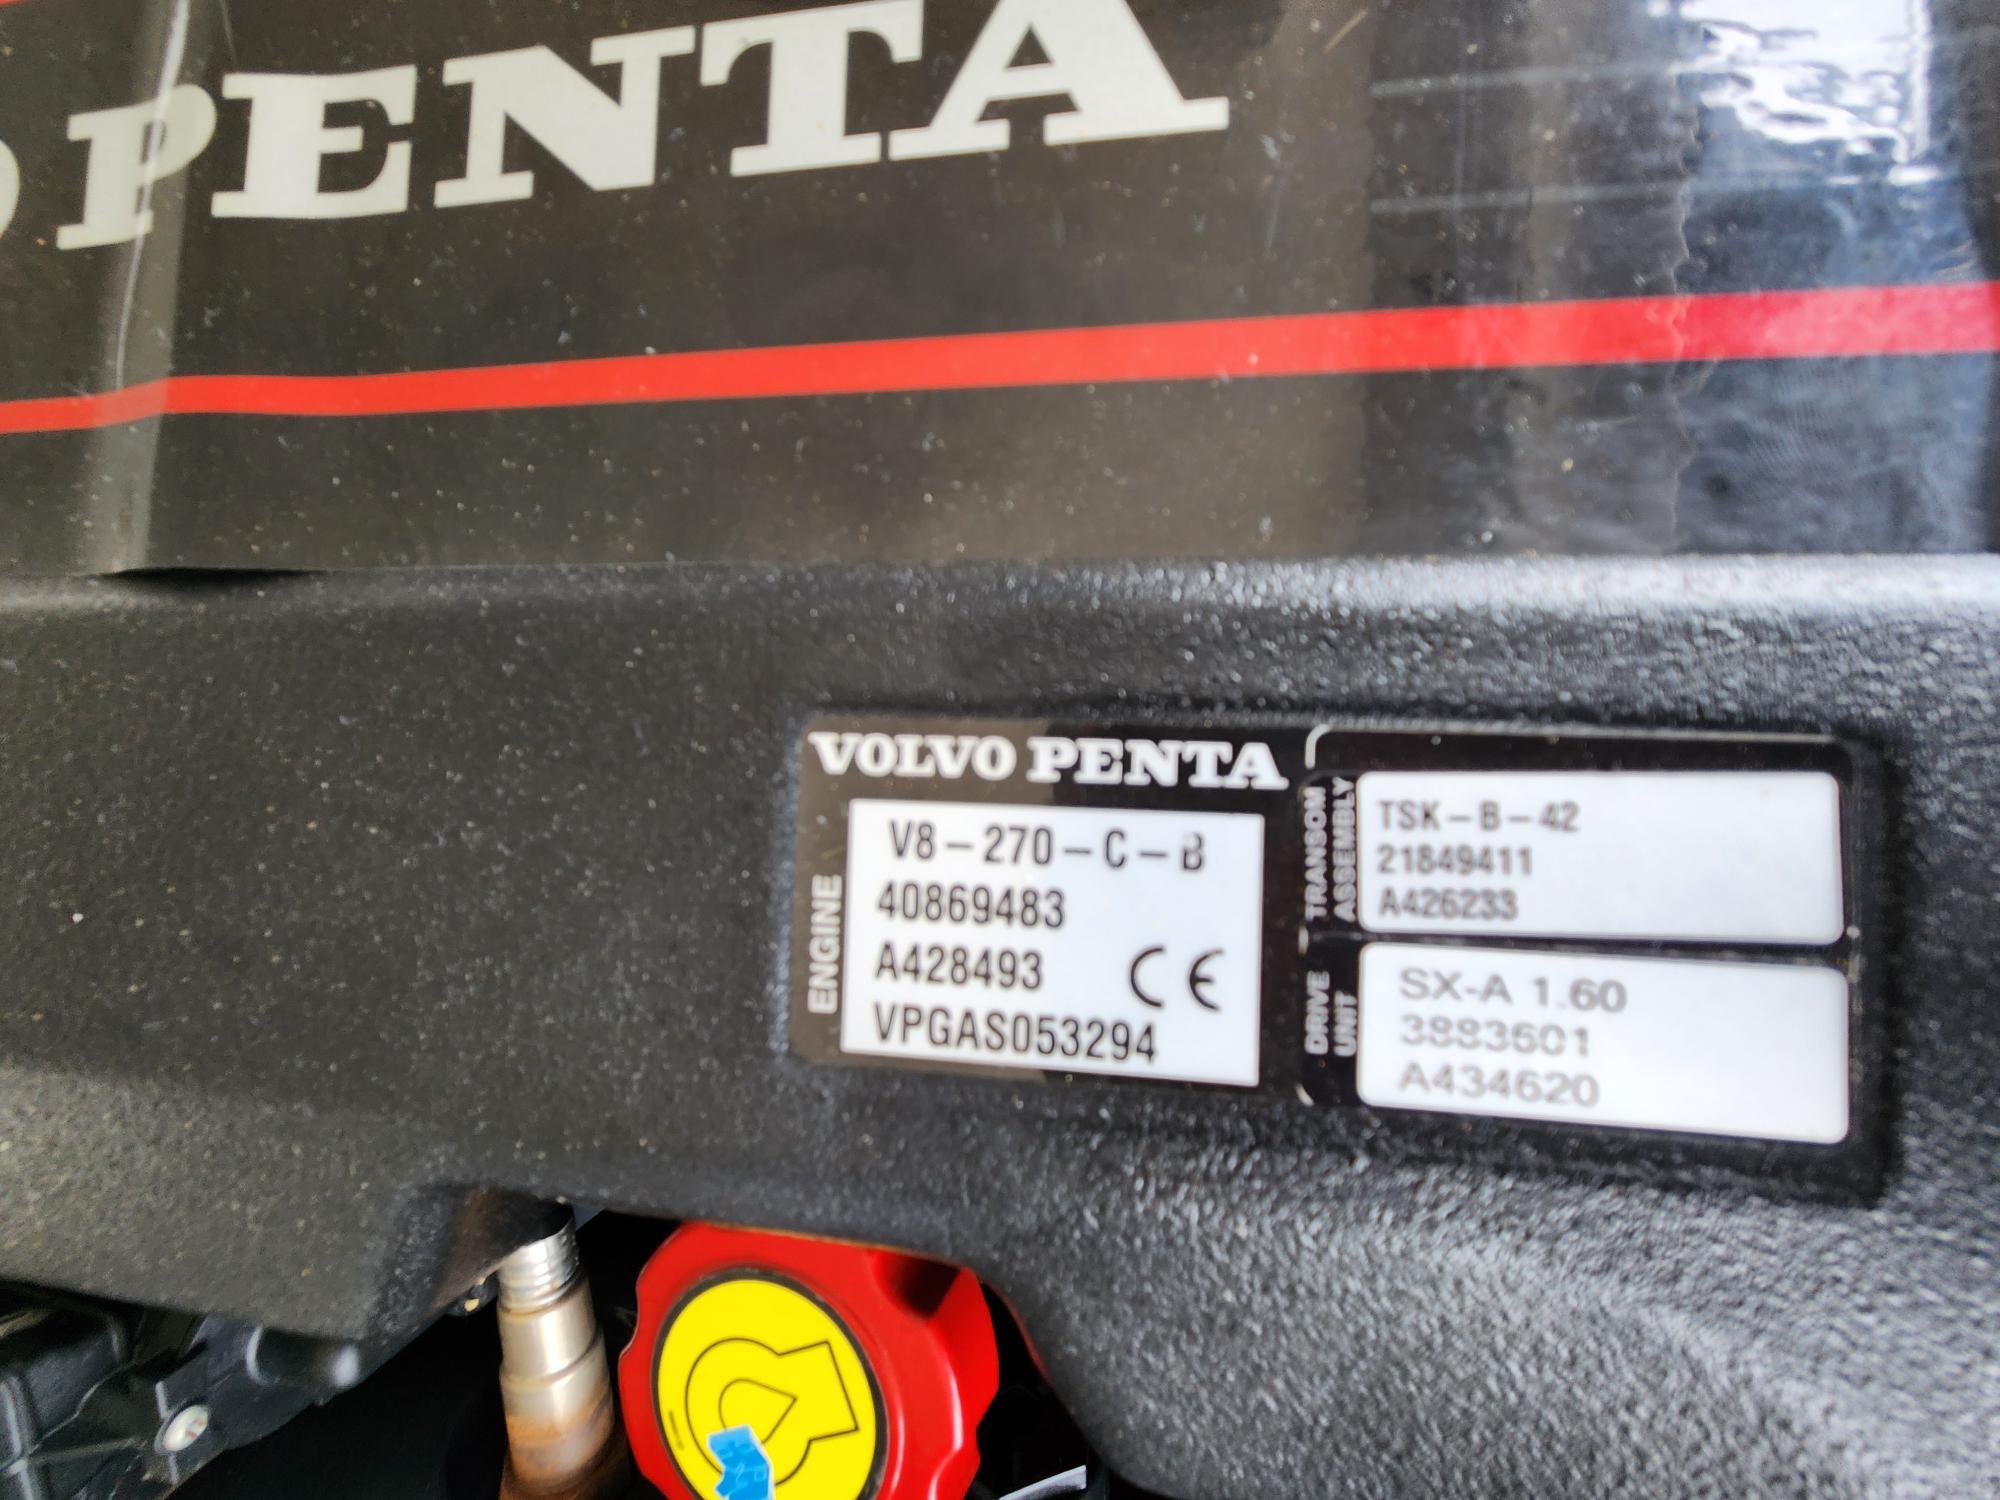 PENTA
VOLVO PENTA
ENGINE
V8-270-C-B
40869483
A428493
CE
VPGAS053294
TRANSOM
ASSEMBLY
TSK-B-42
21849411
A426233
DRIVE
UNIT
SX-A 1.60
3883601
A434620